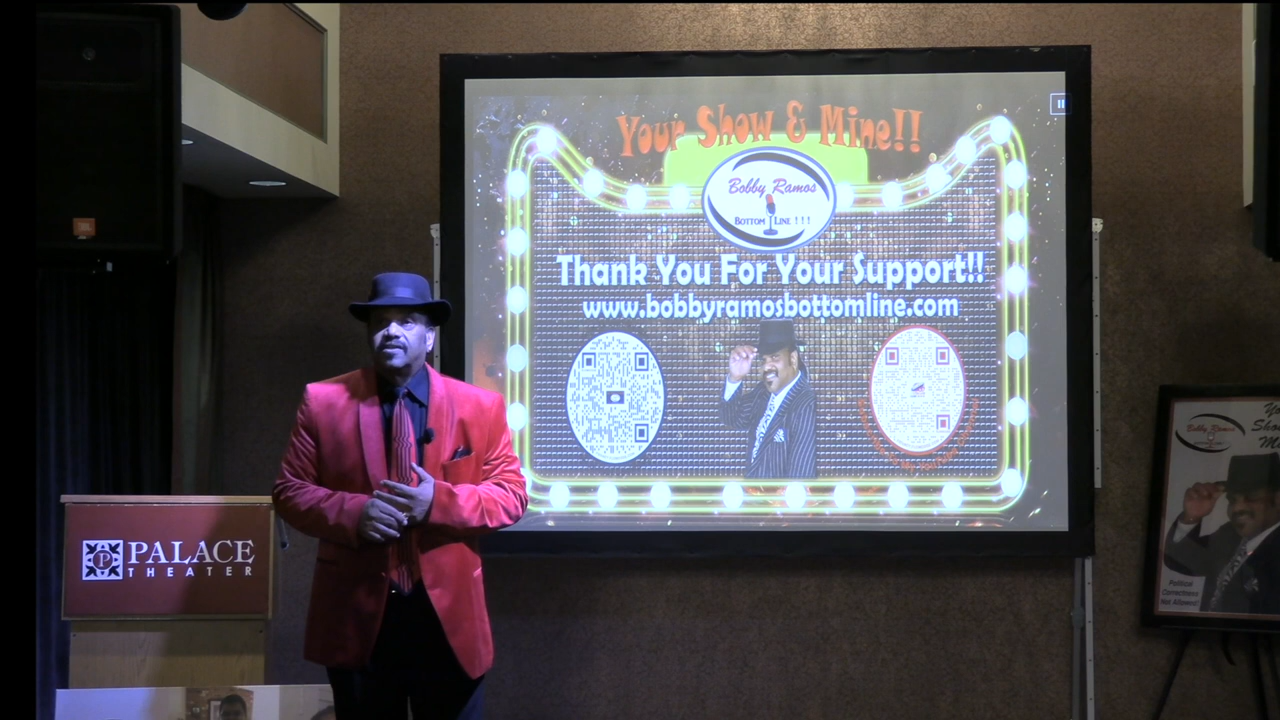 Your Show & Mine!!
Bobby Ramos
BOTTOM LINE !!!
Thank You For Your Support!!
www.bobbyramosbottomline.com
P PALACE
THEATER
JBL
Bobby Ramos
Political
Correctness
Not Allowed!